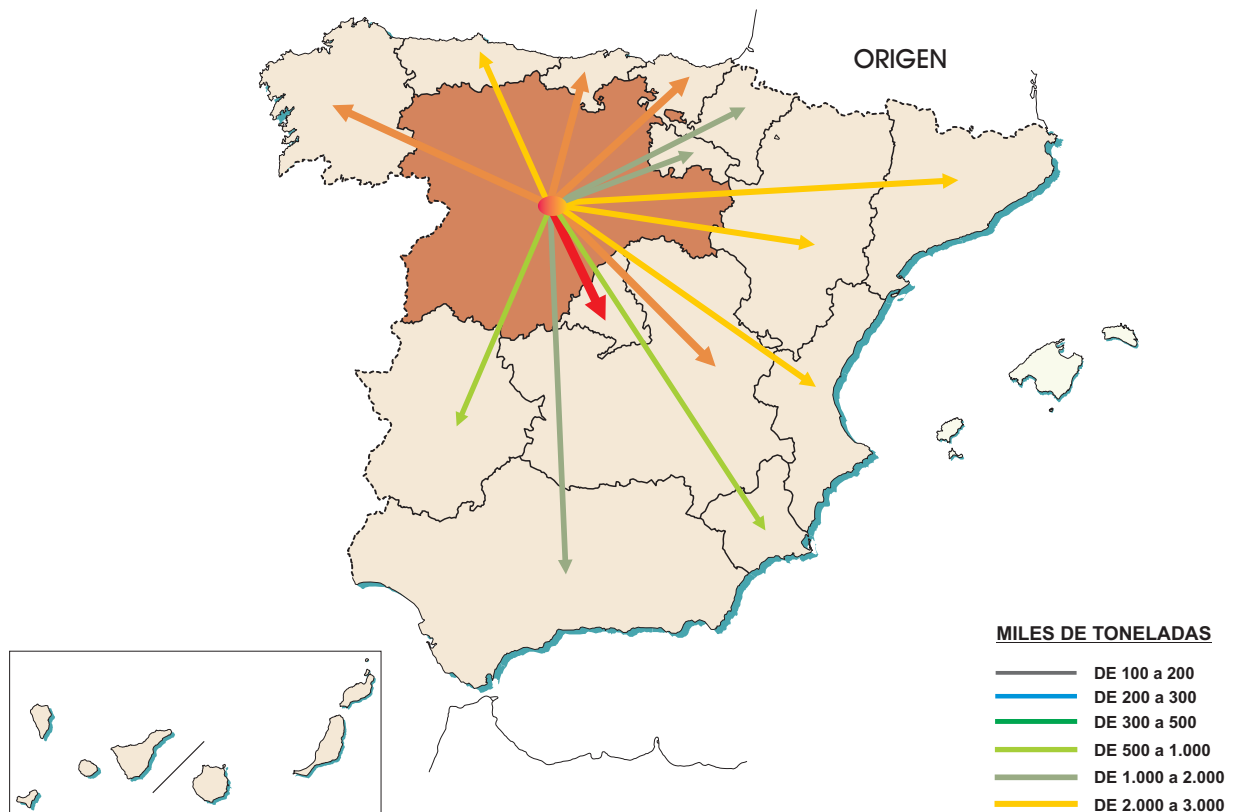 ORIGEN
MILES DE TONELADAS
DE 100 a 200
DE 200 a 300
DE 300 a 500
DE 500 a 1.000
DE 1.000 a 2.000
DE 2.000 a 3.000